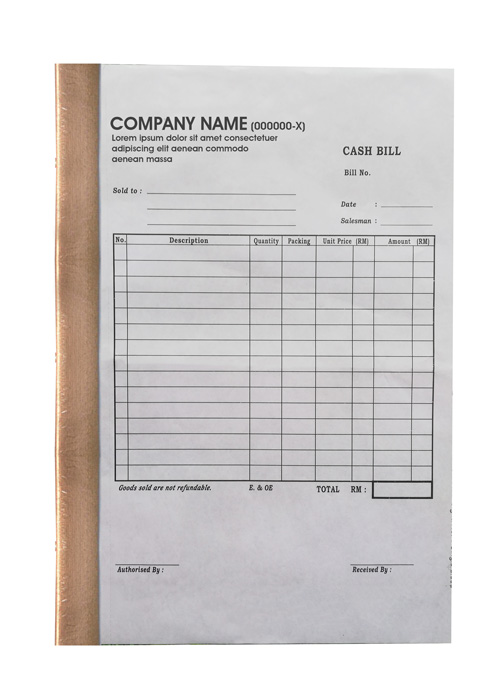 COMPANY NAME (000000-X)
Lorem ipsum dolor sit amet consectetuer
adipiscing elit aenean commodo
aenean massa
CASH BILL
Bill No.
Sold to :
Date :
Salesman :
No. Description Quantity Packing Unit Price (RM) Amount (RM)
Goods sold are not refundable. E. & OE TOTAL RM :
Authorised By : Received By :